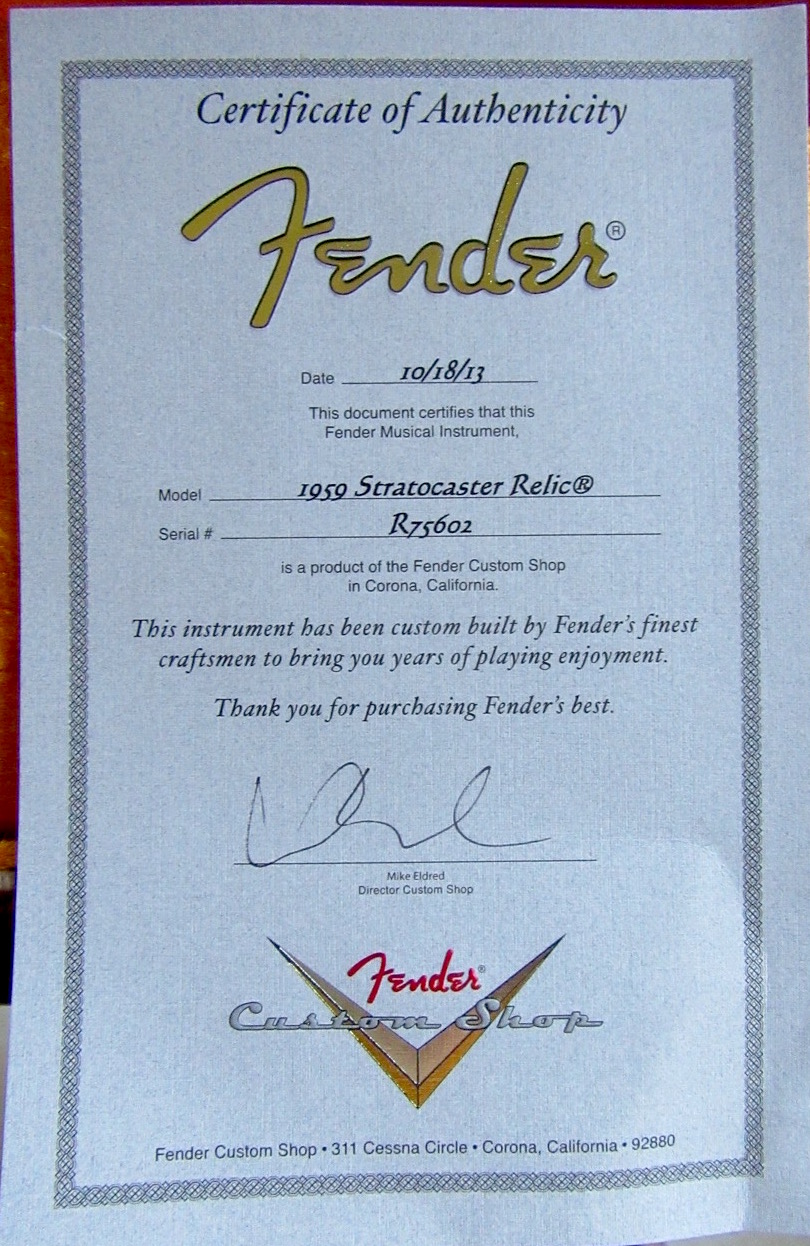 Certificate of Authenticity
Fender®
Date 10/18/13
This document certifies that this
Fender Musical Instrument,
Model 1959 Stratocaster Relic®
Serial # R75602
is a product of the Fender Custom Shop
in Corona, California.
This instrument has been custom built by Fender's finest
craftsmen to bring you years of playing enjoyment.
Thank you for purchasing Fender's best.
Mike Eldred
Director Custom Shop
Fender®
Custom Shop
Fender Custom Shop • 311 Cessna Circle • Corona, California • 92880